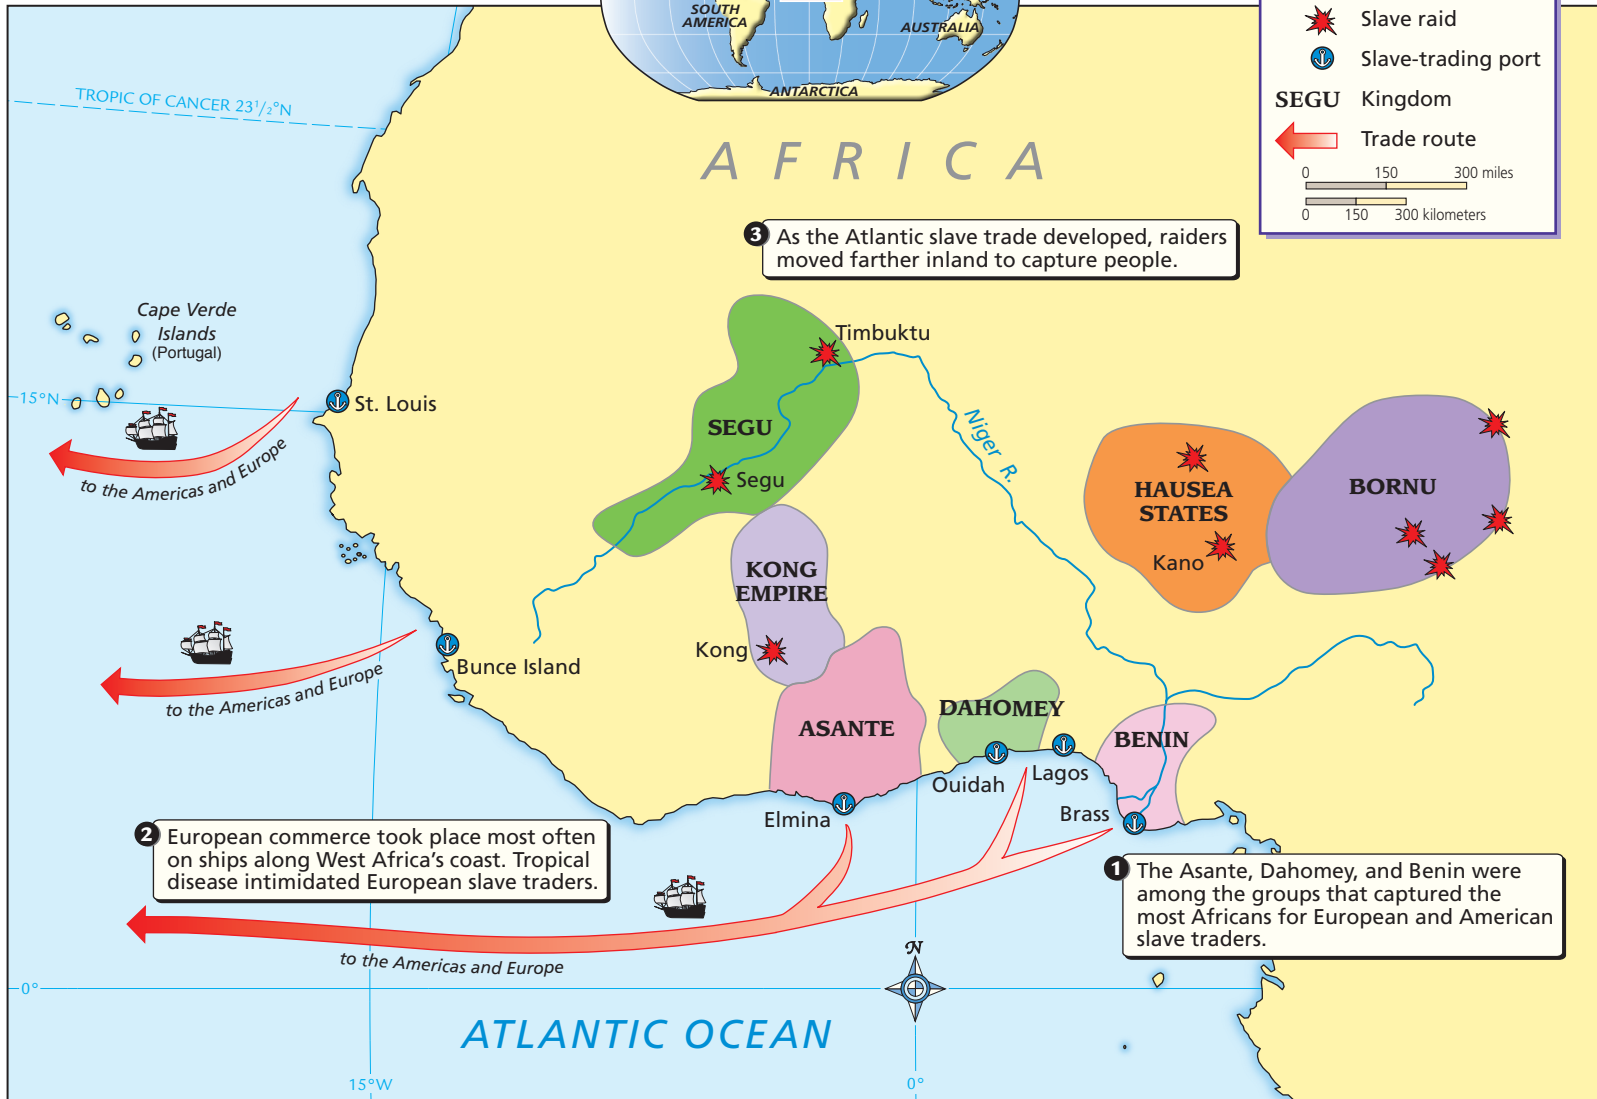 SOUTH
AMERICA
AUSTRALIA
ANTARCTICA
Slave raid
Slave-trading port
SEGU Kingdom
Trade route
0 150 300 miles
0 150 300 kilometers
TROPIC OF CANCER 23 1/2°N
AFRICA
3 As the Atlantic slave trade developed, raiders
moved farther inland to capture people.
Cape Verde
Islands
(Portugal)
Timbuktu
15°N
St. Louis
SEGU
Niger R.
to the Americas and Europe
Segu
HAUSEA
STATES
BORNU
Kano
KONG
EMPIRE
Kong
Bunce Island
to the Americas and Europe
ASANTE
DAHOMEY
BENIN
Ouidah
Lagos
Elmina
Brass
2 European commerce took place most often
on ships along West Africa's coast. Tropical
disease intimidated European slave traders.
1 The Asante, Dahomey, and Benin were
among the groups that captured the
most Africans for European and American
slave traders.
to the Americas and Europe
N
0°
ATLANTIC OCEAN
15°W
0°